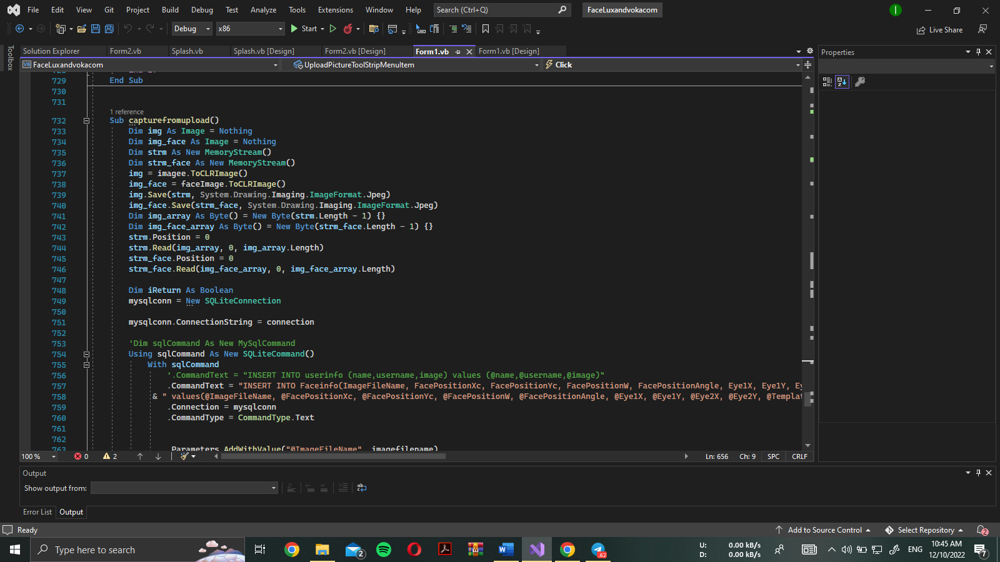 File Edit View Git Project Build Debug Test Analyze Tools Extensions Window Help Search (Ctrl+Q) FaceLuxandvokacom
Debug x86 Start Live Share
Toolbox
Solution Explorer Form2.vb Splash.vb Splash.vb [Design] Form2.vb [Design] Form1.vb Form1.vb [Design]
Properties
FaceLuxandvokacom UploadPictureToolStripMenuItem Click
729 End Sub
730
731
1 reference
732 Sub capturefromupload()
733 Dim img As Image = Nothing
734 Dim img_face As Image = Nothing
735 Dim strm As New MemoryStream()
736 Dim strm_face As New MemoryStream()
737 img = imagee.ToCLRImage()
738 img_face = faceImage.ToCLRImage()
739 img.Save(strm, System.Drawing.Imaging.ImageFormat.Jpeg)
740 img_face.Save(strm_face, System.Drawing.Imaging.ImageFormat.Jpeg)
741 Dim img_array As Byte() = New Byte(strm.Length - 1) {}
742 Dim img_face_array As Byte() = New Byte(strm_face.Length - 1) {}
743 strm.Position = 0
744 strm.Read(img_array, 0, img_array.Length)
745 strm_face.Position = 0
746 strm_face.Read(img_face_array, 0, img_face_array.Length)
747
748 Dim iReturn As Boolean
749 mysqlconn = New SQLiteConnection
750
751 mysqlconn.ConnectionString = connection
752
753 'Dim sqlCommand As New MySqlCommand
754 Using sqlCommand As New SQLiteCommand()
755 With sqlCommand
756 '.CommandText = "INSERT INTO userinfo (name,username,image) values (@name,@username,@image)"
757 .CommandText = "INSERT INTO Faceinfo(ImageFileName, FacePositionXc, FacePositionYc, FacePositionW, FacePositionAngle, Eye1X, Eye1Y, Ey
758 & " values(@ImageFileName, @FacePositionXc, @FacePositionYc, @FacePositionW, @FacePositionAngle, @Eye1X, @Eye1Y, @Eye2X, @Eye2Y, @Templat
759 .Connection = mysqlconn
760 .CommandType = CommandType.Text
761
762
763 Parameters.AddWithValue("@ImageFileName", imagefilename)
100 % 0 2 Ln: 656 Ch: 9 SPC CRLF
Output
Show output from:
Error List Output
Ready Add to Source Control Select Repository 2
Type here to search 2 .62 U: 0.00 kB/s D: 0.00 kB/s ENG 10:45 AM 12/10/2022 7